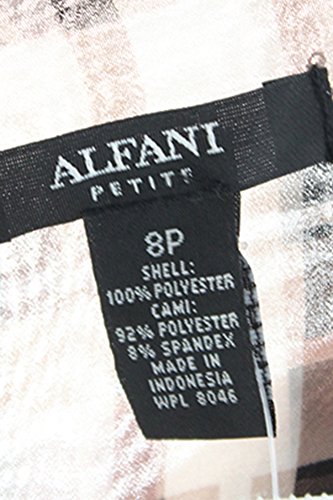 ALFANI
PETITE
8P
SHELL:
100% POLYESTER
CAMI:
92% POLYESTER
8% SPANDEX
MADE IN
INDONESIA
WPL 8046